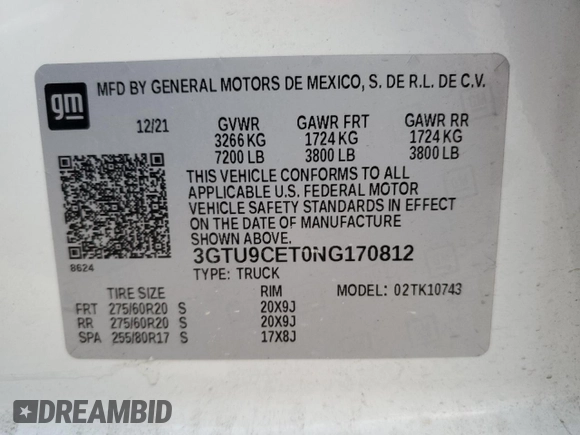 gm
MFD BY GENERAL MOTORS DE MEXICO, S. DE R.L. DE C.V.
12/21 GVWR GAWR FRT GAWR RR
3266 KG 1724 KG 1724 KG
7200 LB 3800 LB 3800 LB
THIS VEHICLE CONFORMS TO ALL
APPLICABLE U.S. FEDERAL MOTOR
VEHICLE SAFETY STANDARDS IN EFFECT
ON THE DATE OF MANUFACTURE
SHOWN ABOVE.
8624
3GTU9CET0NG170812
TYPE: TRUCK
TIRE SIZE RIM MODEL: 02TK10743
FRT 275/60R20 S 20X9J
RR 275/60R20 S 20X9J
SPA 255/80R17 S 17X8J
DREAMBID